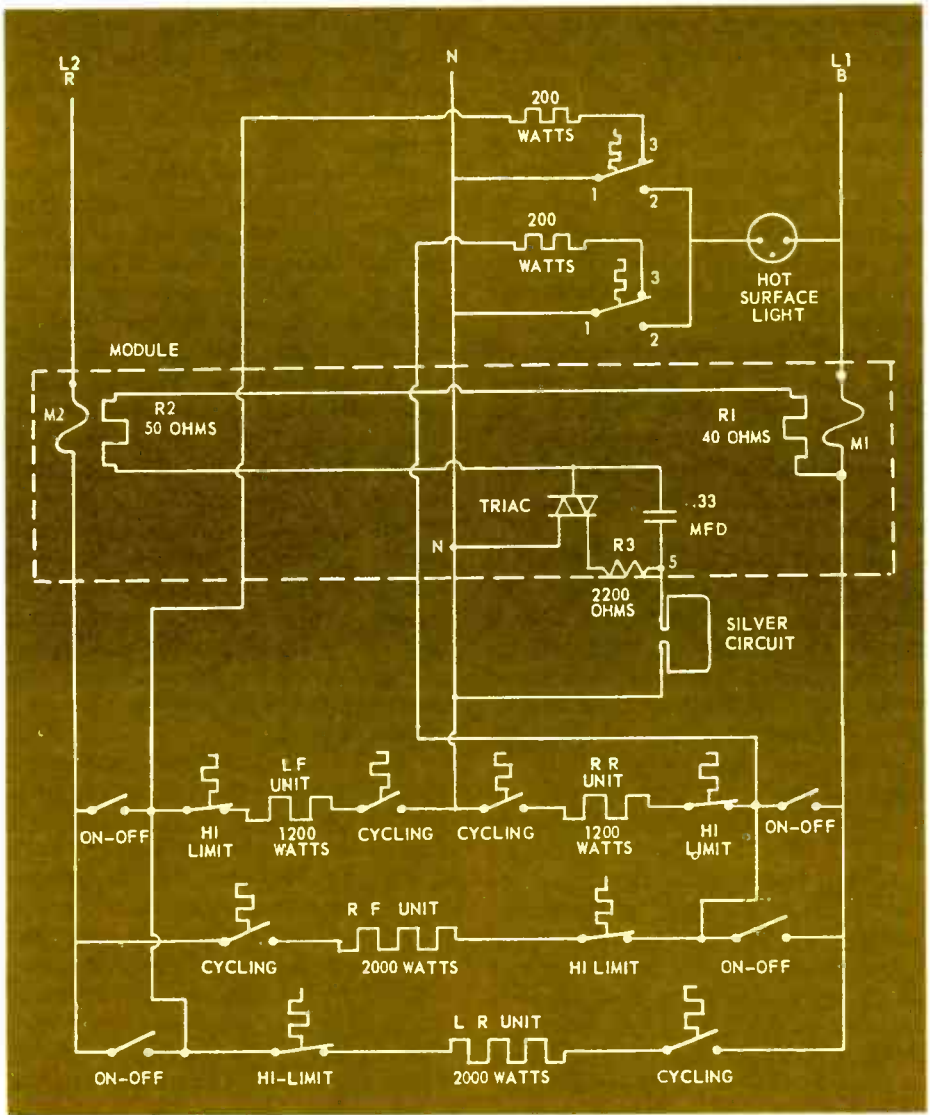 L2
R
N
L1
B
200
WATTS
3
1
2
200
WATTS
3
1
2
HOT
SURFACE
LIGHT
MODULE
M2
R2
50 OHMS
R1
40 OHMS
M1
TRIAC
.33
MFD
N
R3
5
2200
OHMS
SILVER
CIRCUIT
LF
UNIT
RR
UNIT
ON-OFF
HI
LIMIT
1200
WATTS
CYCLING
CYCLING
1200
WATTS
HI
LIMIT
ON-OFF
RF UNIT
CYCLING
2000 WATTS
HI LIMIT
ON-OFF
LR UNIT
ON-OFF
HI-LIMIT
2000 WATTS
CYCLING